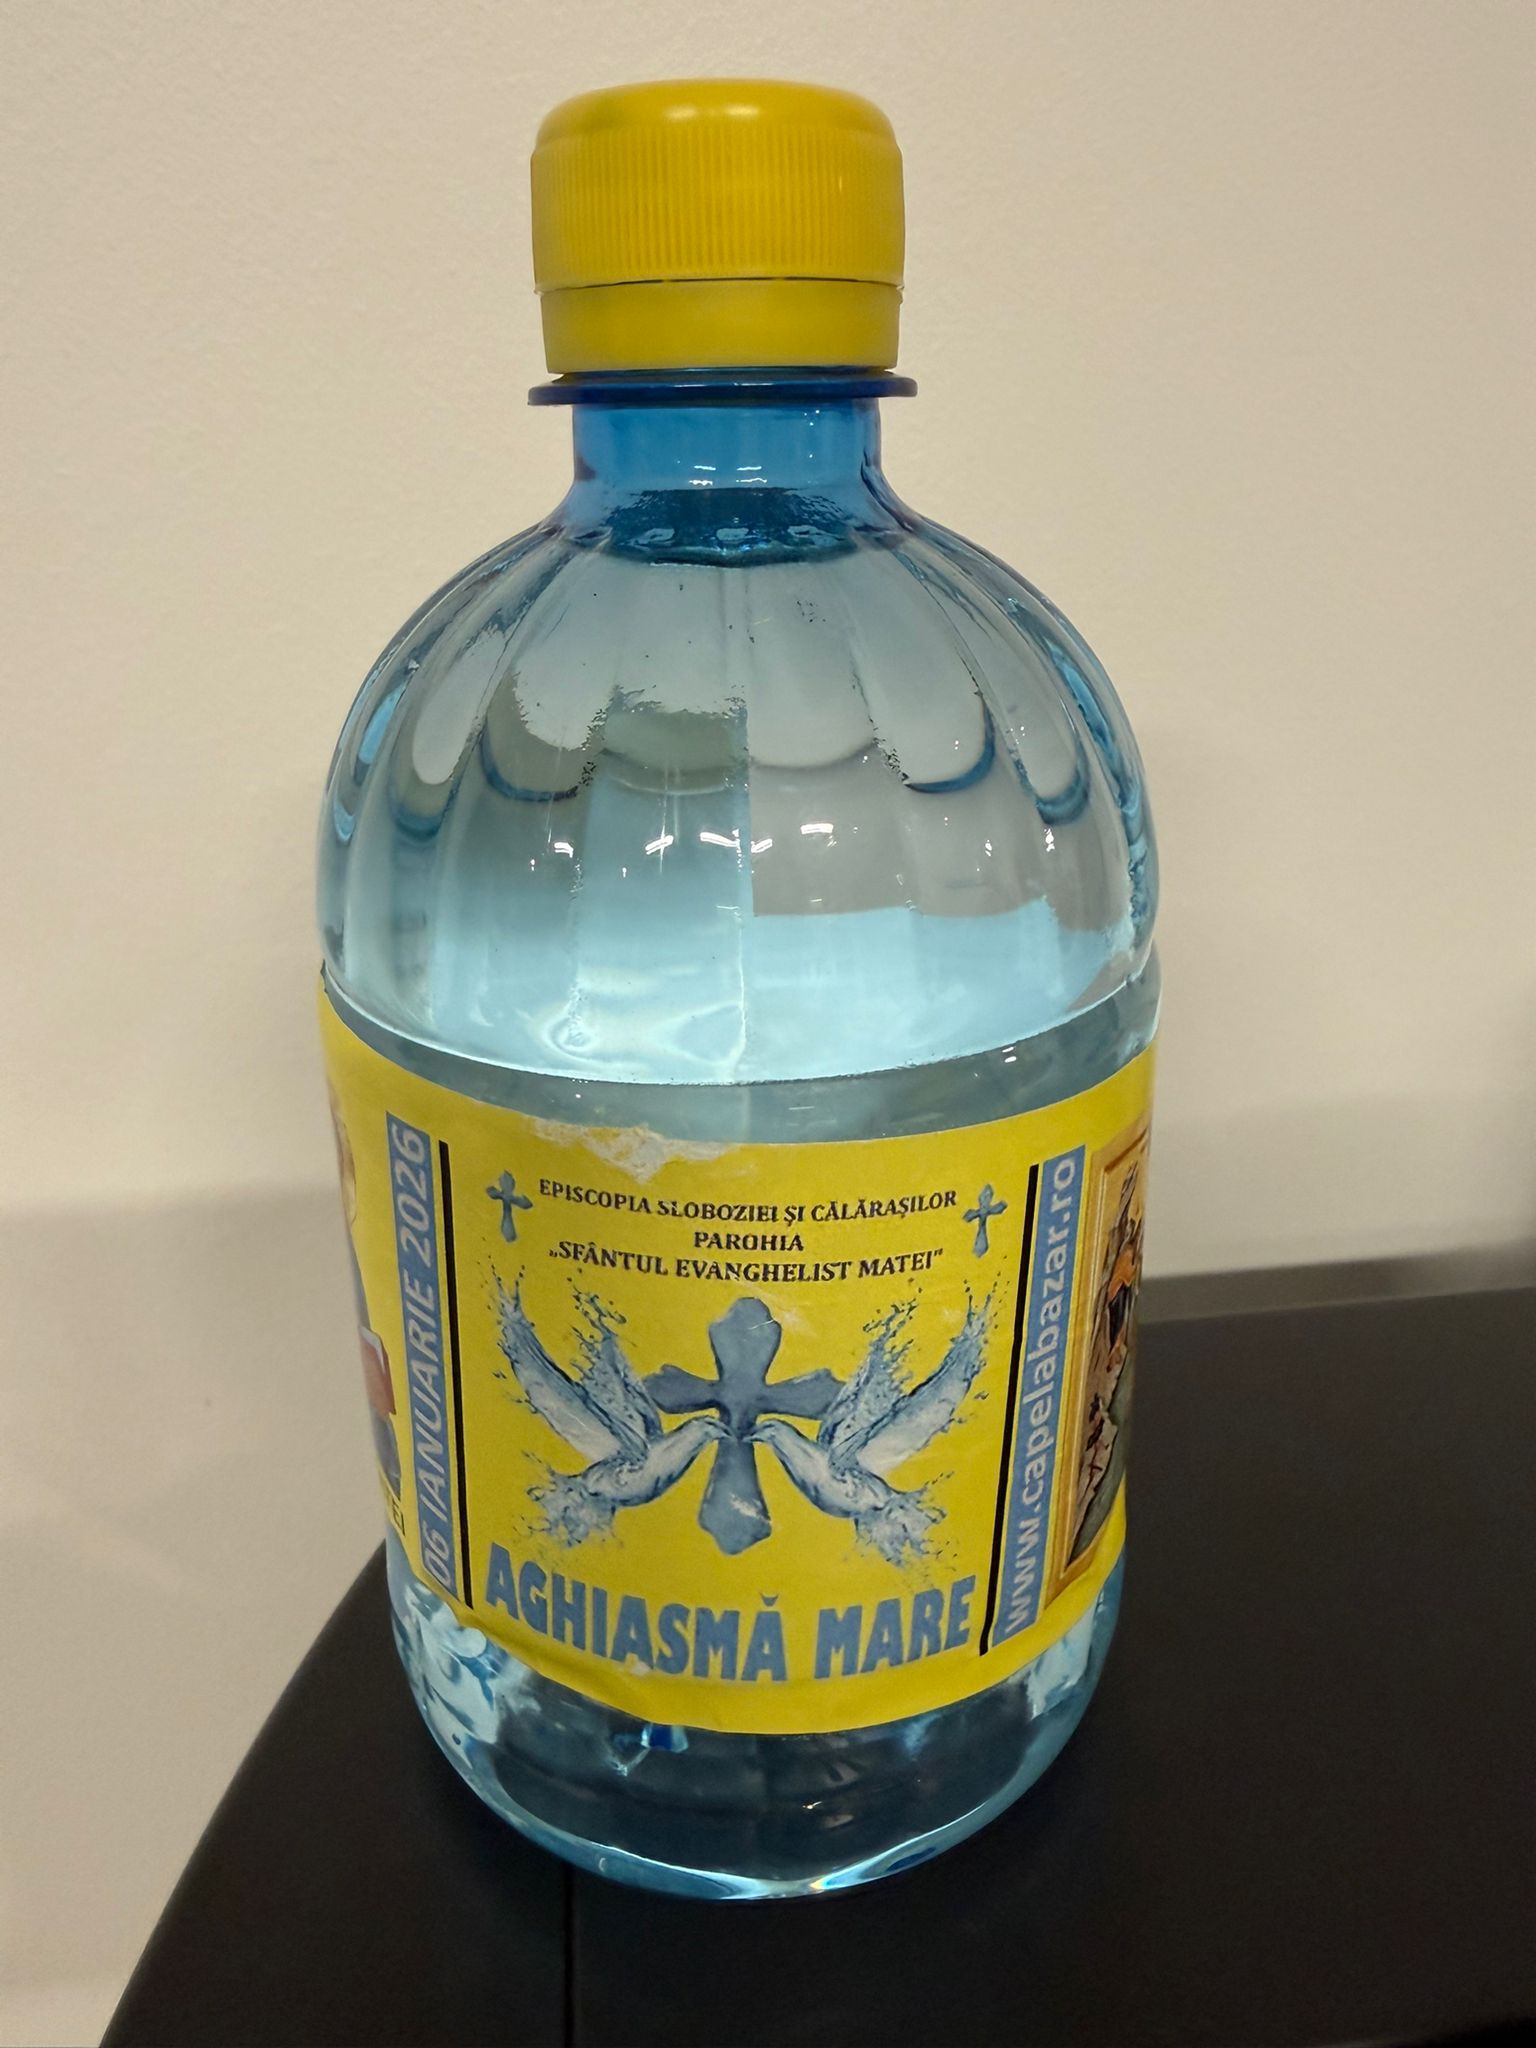 06 IANUARIE 2026
EPISCOPIA SLOBOZIEI ŞI CĂLĂRAŞILOR
PAROHIA
„SFÂNTUL EVANGHELIST MATEI"
AGHIASMĂ MARE
www.capelabazar.ro